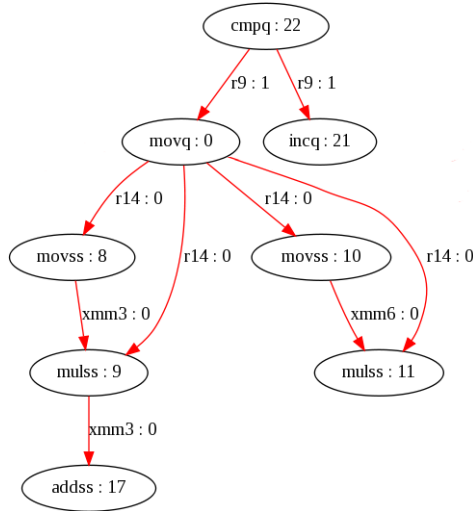 cmpq : 22
r9 : 1
r9 : 1
movq : 0
incq : 21
r14 : 0
r14 : 0
movss : 8
r14 : 0
movss : 10
r14 : 0
xmm3 : 0
xmm6 : 0
mulss : 9
mulss : 11
xmm3 : 0
addss : 17